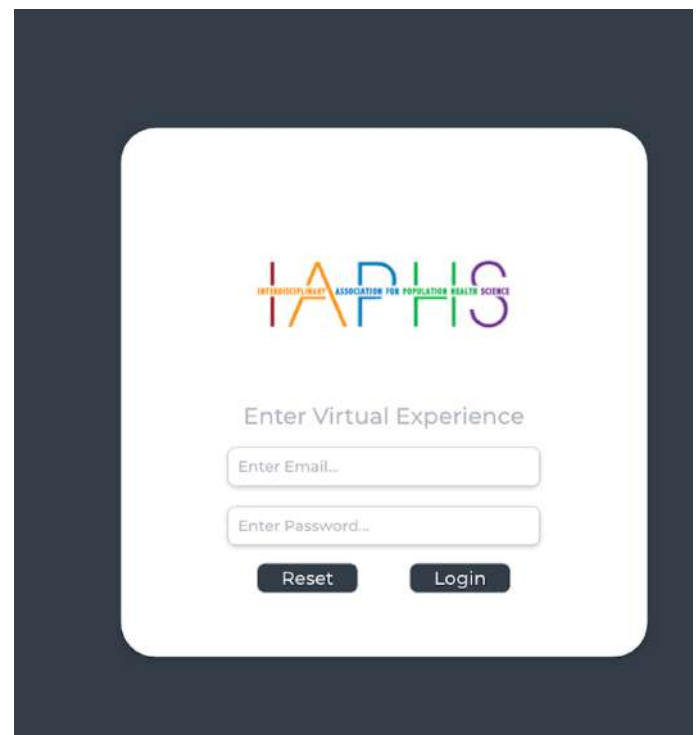 IAPHS
INTERDISCIPLINARY ASSOCIATION FOR POPULATION HEALTH SCIENCE
Enter Virtual Experience
Enter Email...
Enter Password...
Reset Login